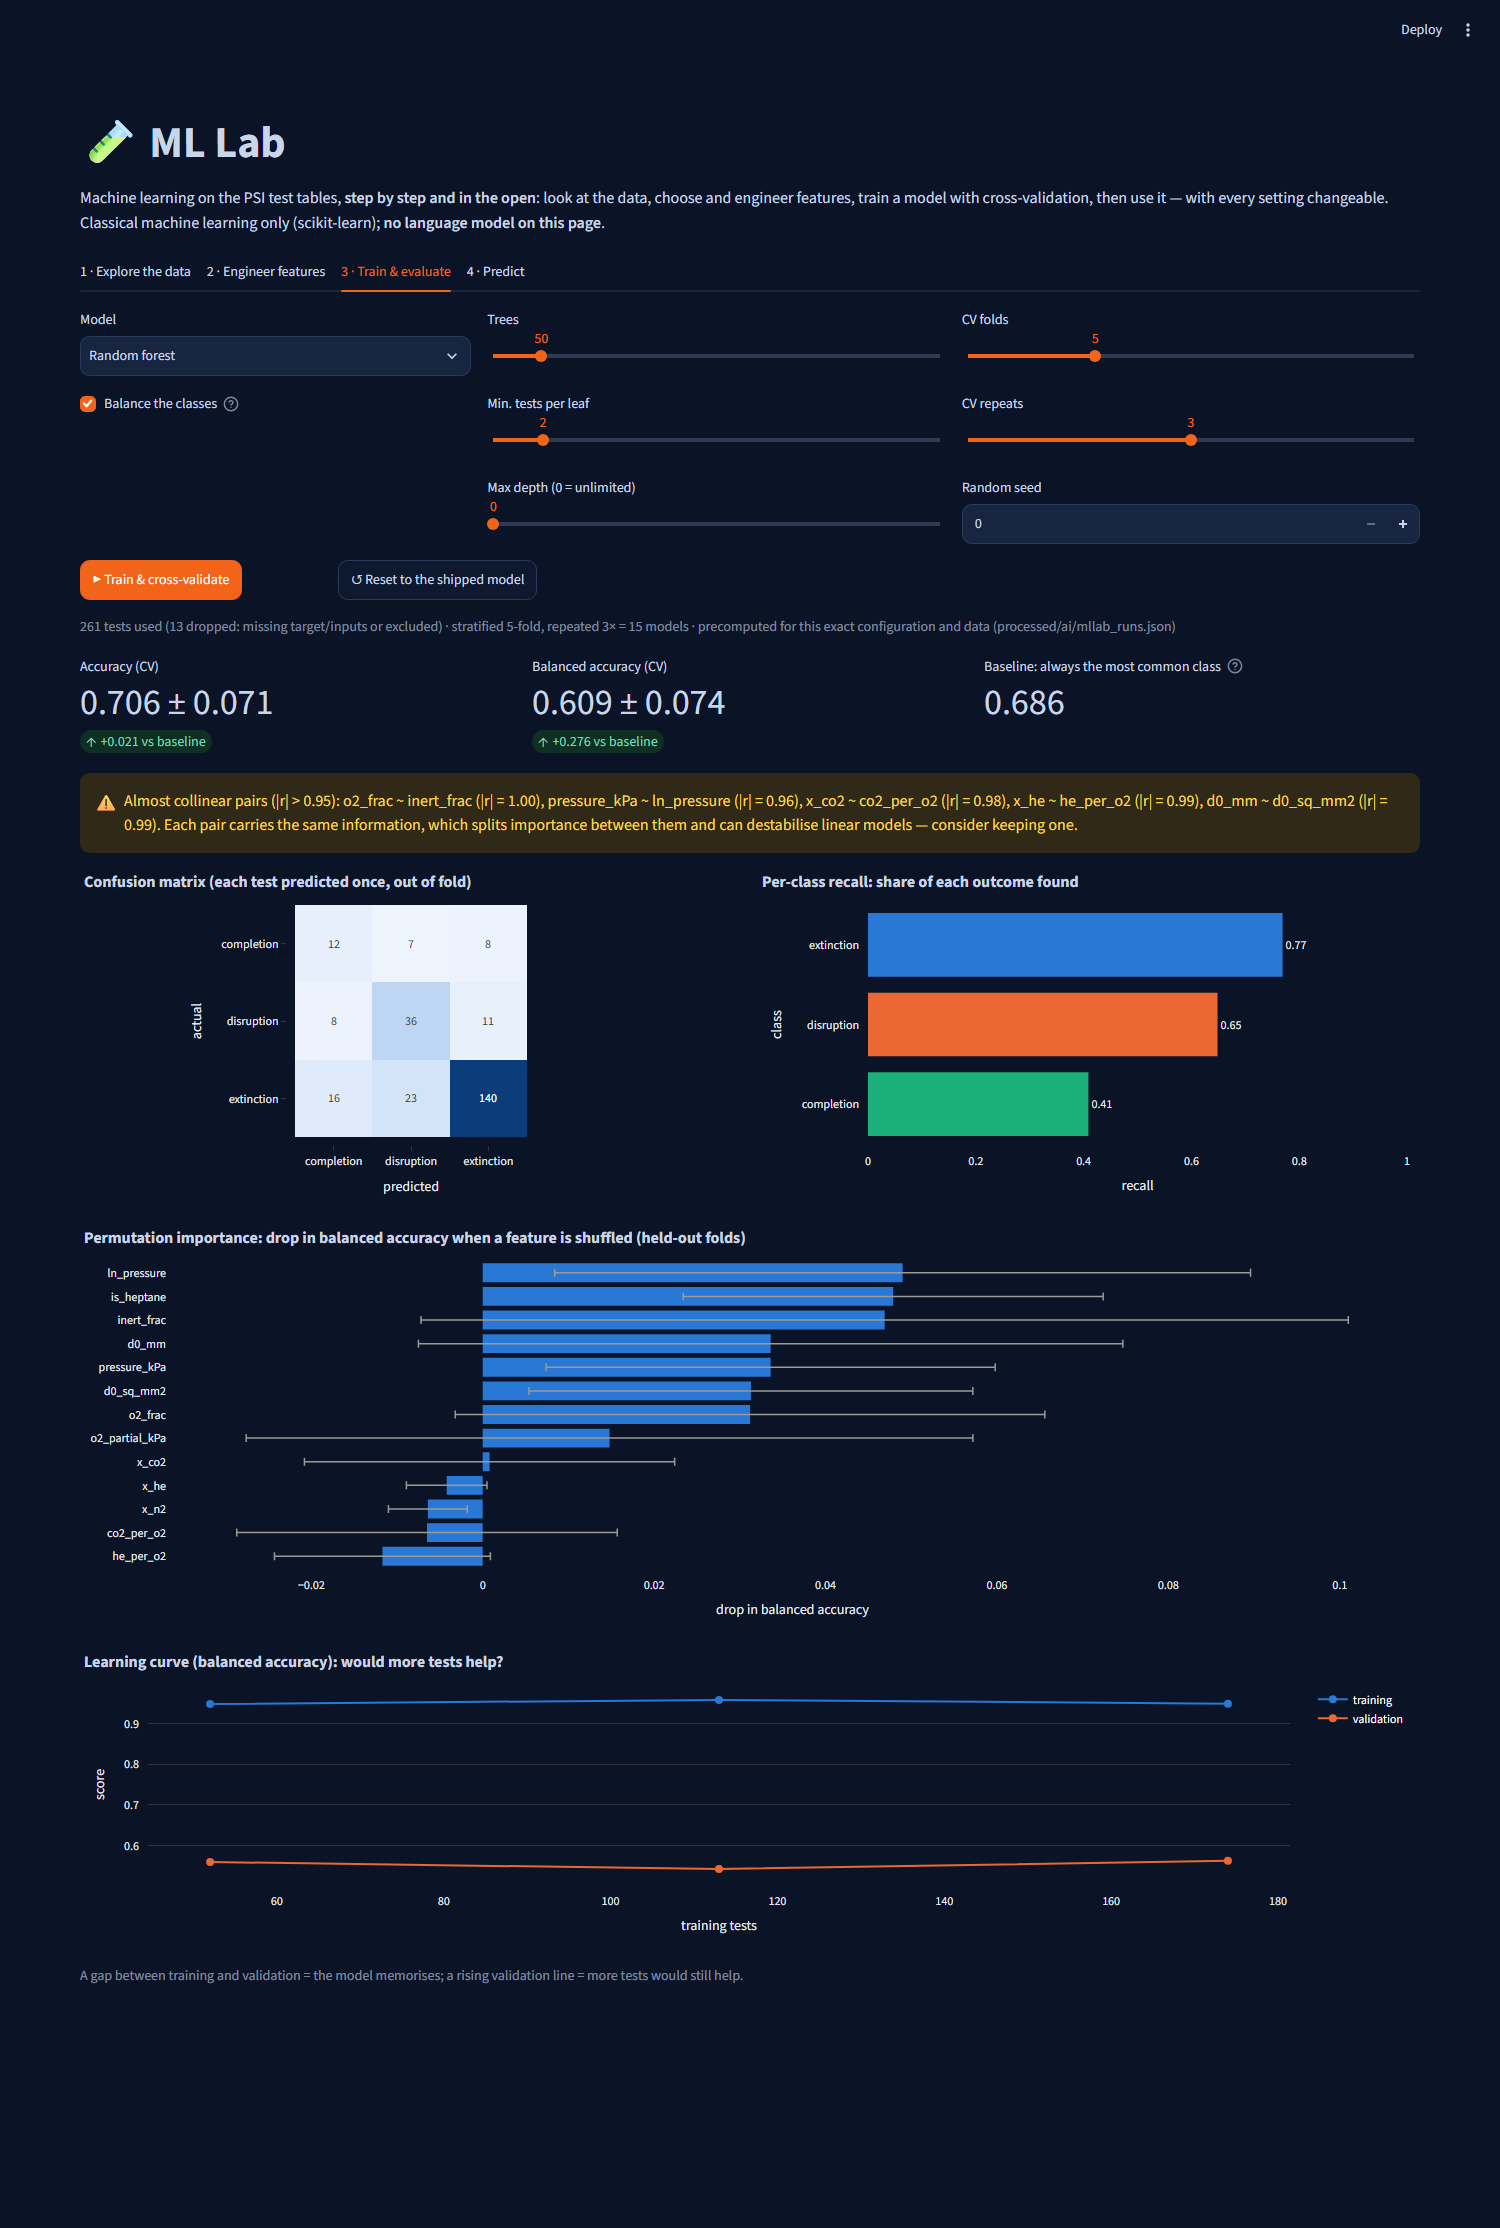 Deploy
ML Lab
Machine learning on the PSI test tables, step by step and in the open: look at the data, choose and engineer features, train a model with cross-validation, then use it — with every setting changeable.
Classical machine learning only (scikit-learn); no language model on this page.
1 · Explore the data
2 · Engineer features
3 · Train & evaluate
4 · Predict
Model
Trees
CV folds
50
5
Random forest
Balance the classes
Min. tests per leaf
CV repeats
2
3
Max depth (0 = unlimited)
Random seed
0
0
Train & cross-validate
↺ Reset to the shipped model
261 tests used (13 dropped: missing target/inputs or excluded) · stratified 5-fold, repeated 3× = 15 models · precomputed for this exact configuration and data (processed/ai/mllab_runs.json)
Accuracy (CV)
Balanced accuracy (CV)
Baseline: always the most common class
0.706 ± 0.071
0.609 ± 0.074
0.686
↑ +0.021 vs baseline
↑ +0.276 vs baseline
Almost collinear pairs (|r| > 0.95): o2_frac ~ inert_frac (|r| = 1.00), pressure_kPa ~ ln_pressure (|r| = 0.96), x_co2 ~ co2_per_o2 (|r| = 0.98), x_he ~ he_per_o2 (|r| = 0.99), d0_mm ~ d0_sq_mm2 (|r| =
0.99). Each pair carries the same information, which splits importance between them and can destabilise linear models — consider keeping one.
Confusion matrix (each test predicted once, out of fold)
completion
12
7
8
disruption
8
36
11
extinction
16
23
140
actual
completion
disruption
extinction
predicted
Per-class recall: share of each outcome found
extinction
0.77
disruption
0.65
completion
0.41
class
0
0.2
0.4
0.6
0.8
1
recall
Permutation importance: drop in balanced accuracy when a feature is shuffled (held-out folds)
ln_pressure
is_heptane
inert_frac
d0_mm
pressure_kPa
d0_sq_mm2
o2_frac
o2_partial_kPa
x_co2
x_he
x_n2
co2_per_o2
he_per_o2
−0.02
0
0.02
0.04
0.06
0.08
0.1
drop in balanced accuracy
Learning curve (balanced accuracy): would more tests help?
training
validation
0.9
0.8
0.7
0.6
score
60
80
100
120
140
160
180
training tests
A gap between training and validation = the model memorises; a rising validation line = more tests would still help.